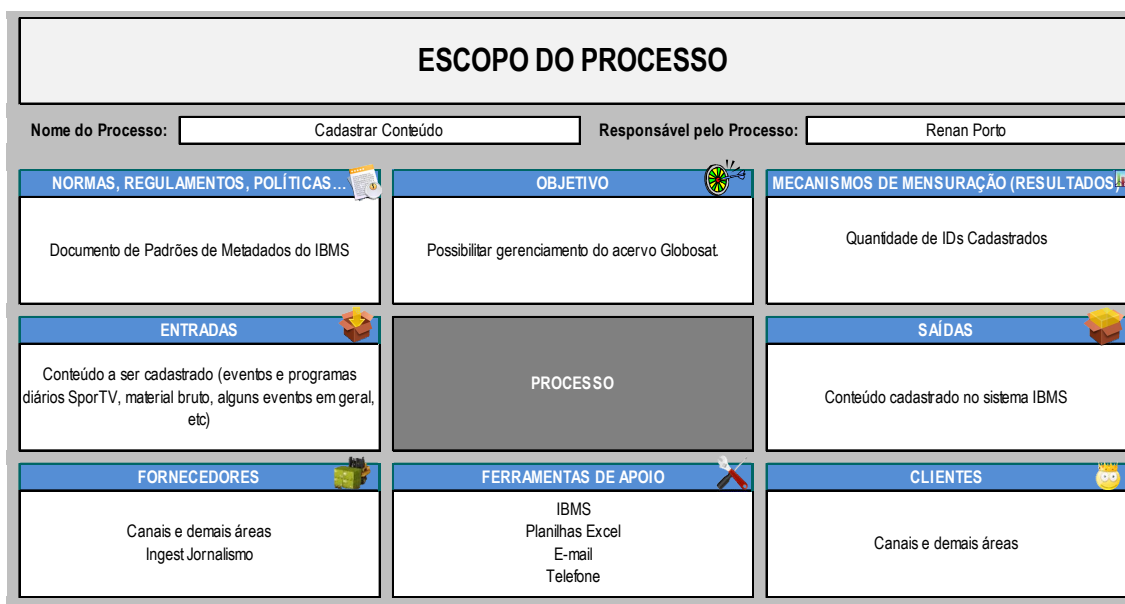 ESCOPO DO PROCESSO
Nome do Processo: Cadastrar Conteúdo Responsável pelo Processo: Renan Porto
NORMAS, REGULAMENTOS, POLÍTICAS...
Documento de Padrões de Metadados do IBMS
OBJETIVO
Possibilitar gerenciamento do acervo Globosat.
MECANISMOS DE MENSURAÇÃO (RESULTADOS)
Quantidade de IDs Cadastrados
ENTRADAS
Conteúdo a ser cadastrado (eventos e programas
diários SporTV, material bruto, alguns eventos em geral,
etc)
PROCESSO
SAÍDAS
Conteúdo cadastrado no sistema IBMS
FORNECEDORES
Canais e demais áreas
Ingest Jornalismo
FERRAMENTAS DE APOIO
IBMS
Planilhas Excel
E-mail
Telefone
CLIENTES
Canais e demais áreas